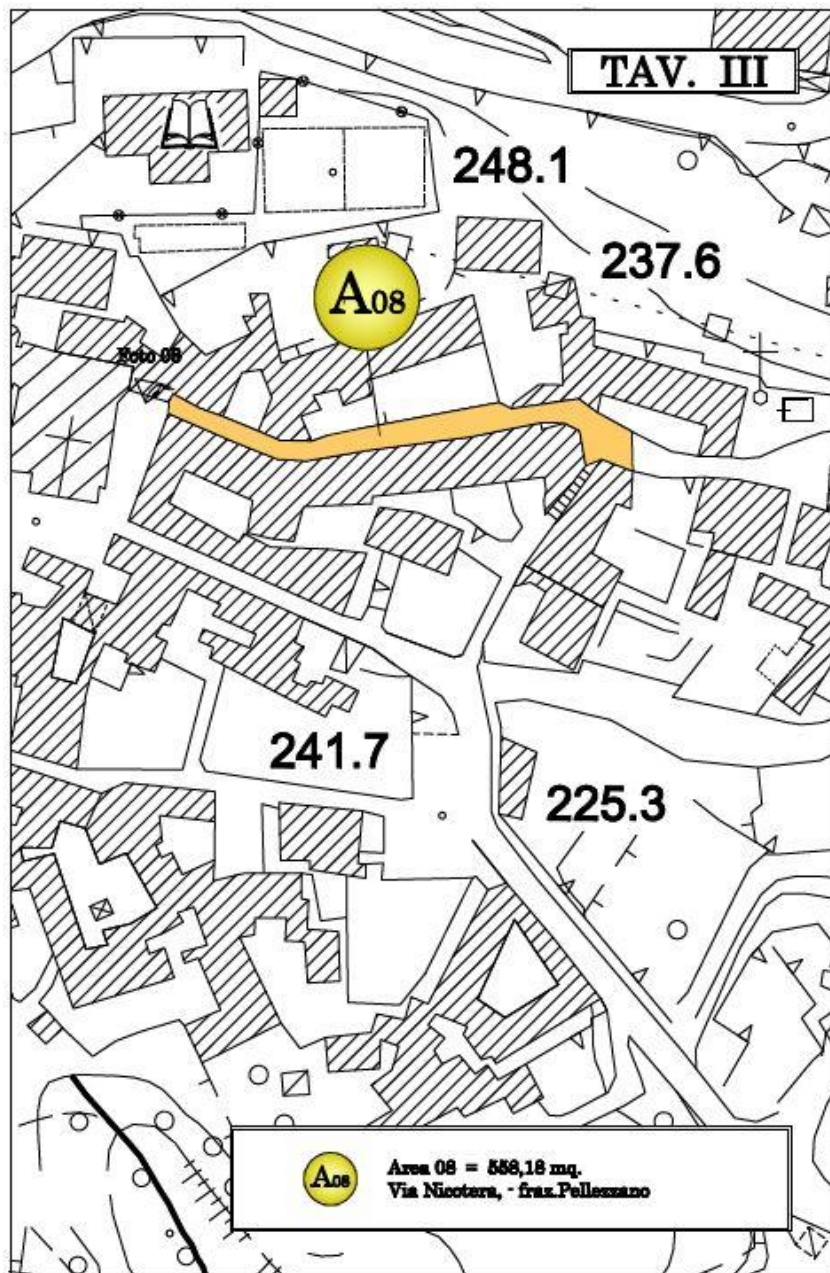 TAV. III
248.1
237.6
A08
Foto 08
241.7
225.3
A08
Area 08 = 558,18 mq.
Via Nicotera, - fraz.Pellezzano